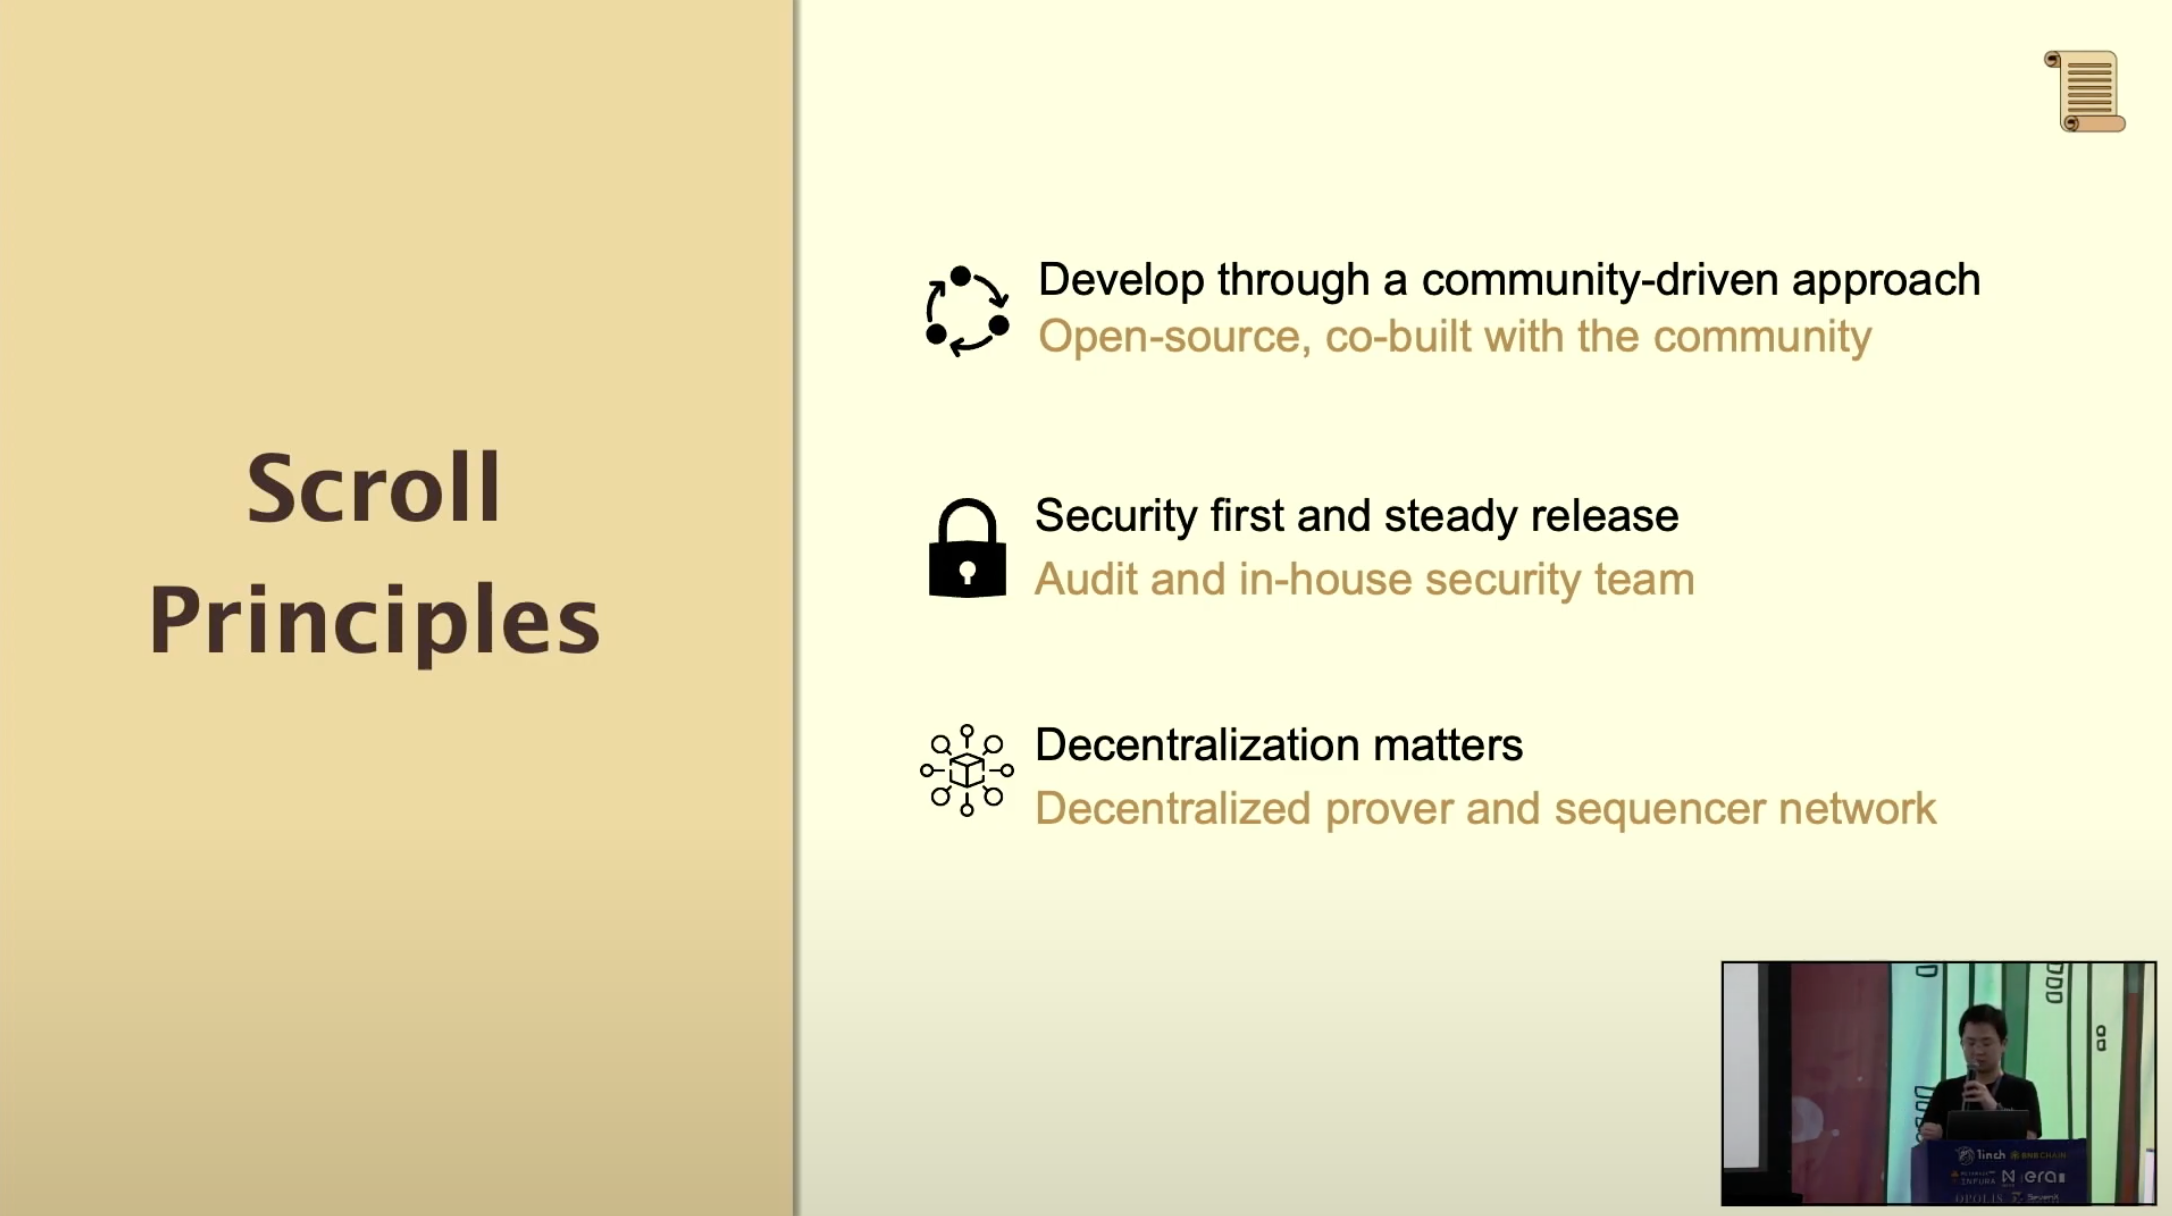 Scroll
Principles
Develop through a community-driven approach
Open-source, co-built with the community
Security first and steady release
Audit and in-house security team
Decentralization matters
Decentralized prover and sequencer network
1inch
BNB CHAIN
INFURA
OPOLIS